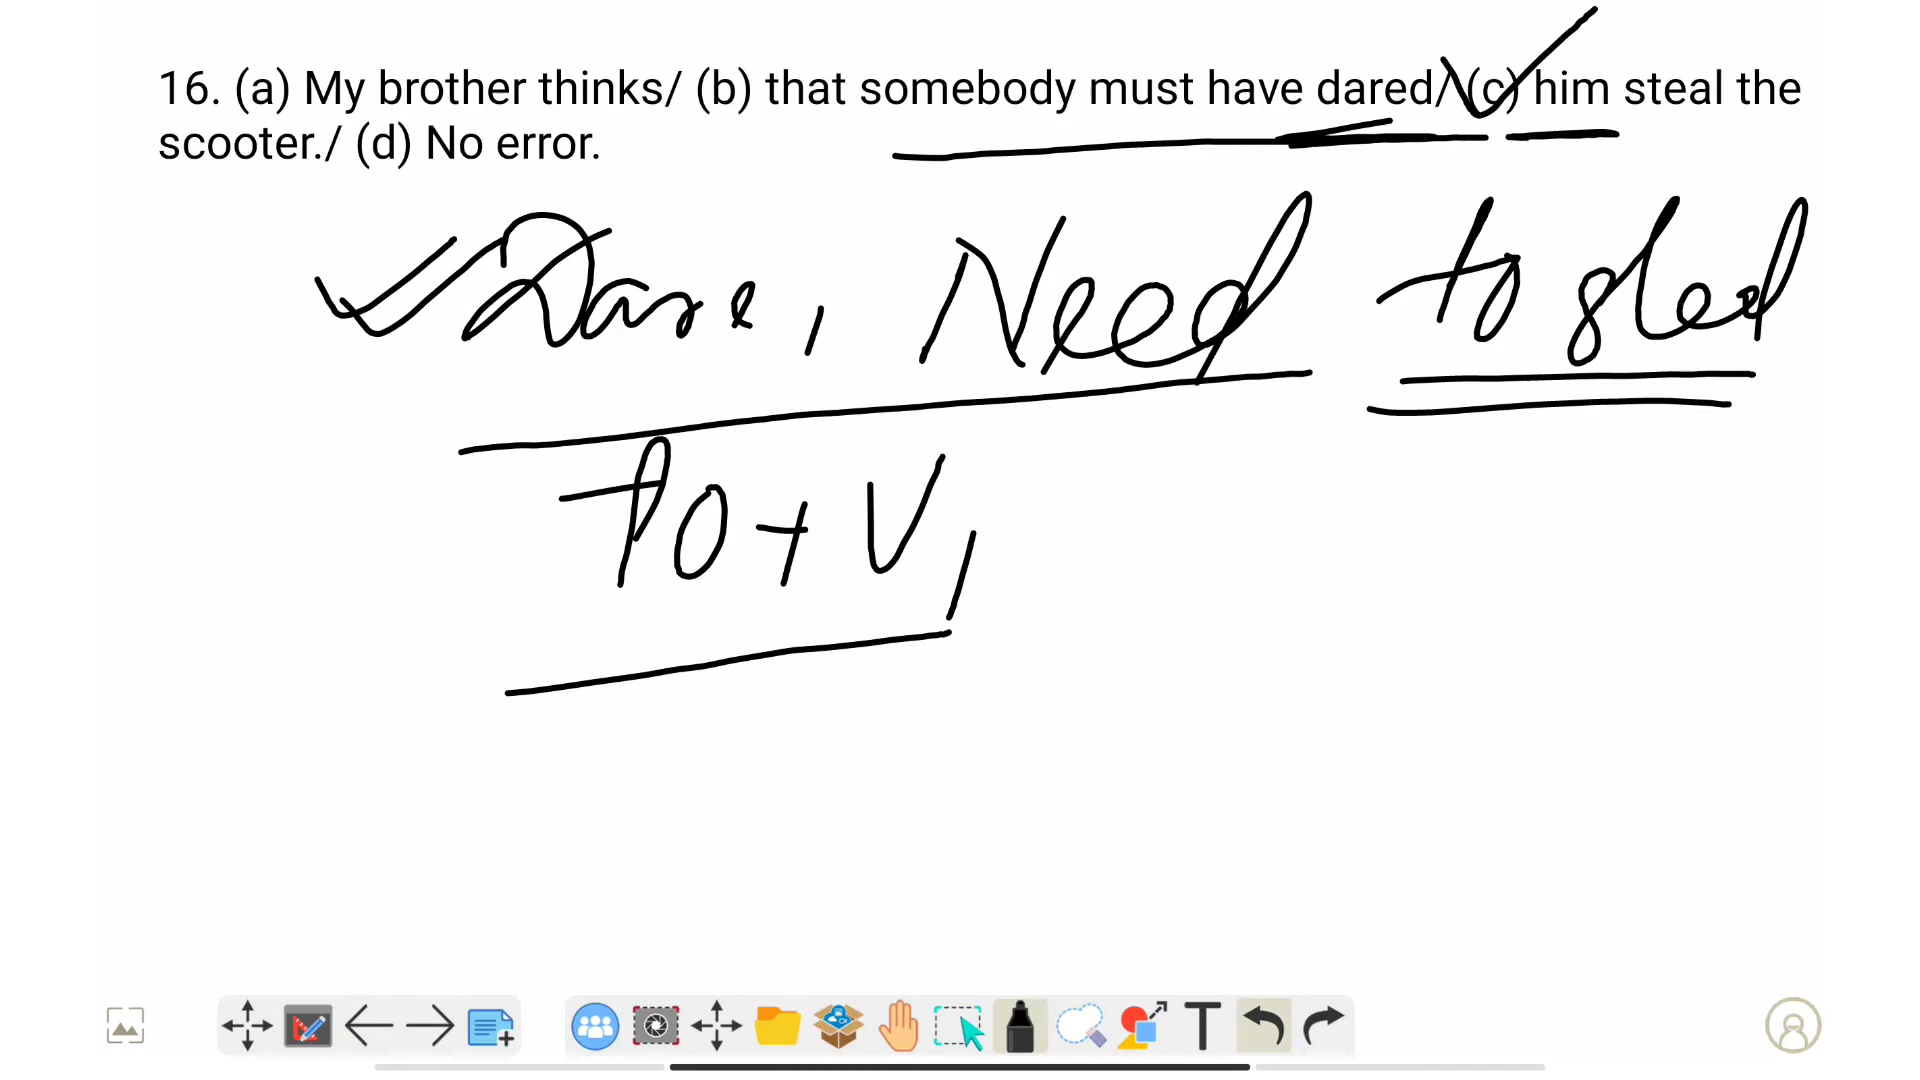 16. (a) My brother thinks/ (b) that somebody must have dared/ (c) him steal the
scooter./ (d) No error.
Dare, Need to
to + V1
T